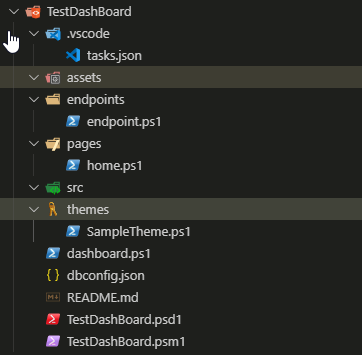 TestDashBoard
.vscode
tasks.json
assets
endpoints
endpoint.ps1
pages
home.ps1
src
themes
SampleTheme.ps1
dashboard.ps1
dbconfig.json
README.md
TestDashBoard.psd1
TestDashBoard.psm1